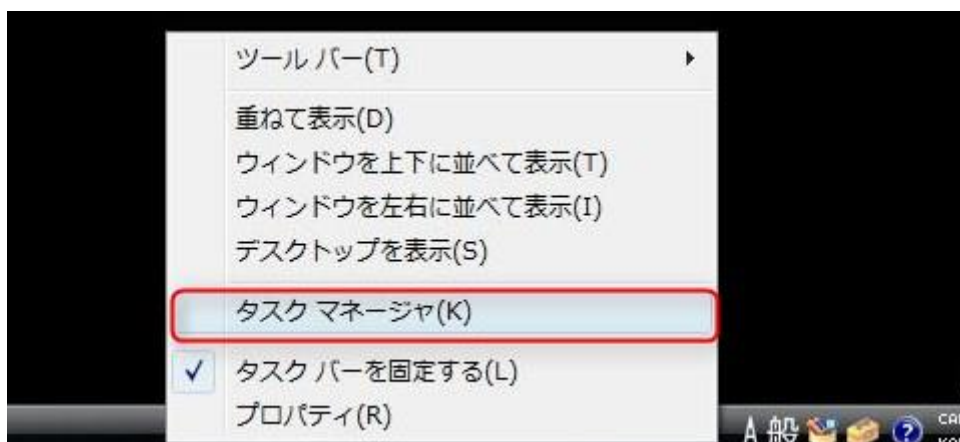 ツール バー(T)
重ねて表示(D)
ウィンドウを上下に並べて表示(T)
ウィンドウを左右に並べて表示(I)
デスクトップを表示(S)
タスク マネージャ(K)
タスク バーを固定する(L)
プロパティ(R)
A 般 ?